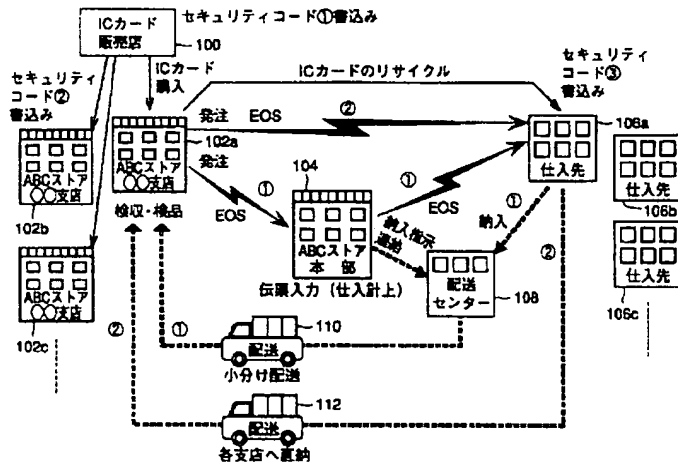 ICカード
販売店
セキュリティコード①書込み
100
セキュリティ
コード②
書込み
ICカード
購入
ICカードのリサイクル
セキュリティ
コード③
書込み
発注 EOS
②
102a
発注
ABCストア
○○支店
102b
ABCストア
○○支店
検収・検品
①
EOS
104
ABCストア
本 部
伝票入力(仕入計上)
①
EOS
106a
仕入先
仕入先
106b
仕入先
106c
①
納入
②
納入指示
連絡
配送
センター
108
ABCストア
○○支店
102c
②
①
110
配送
小分け配送
112
配送
各支店へ直納